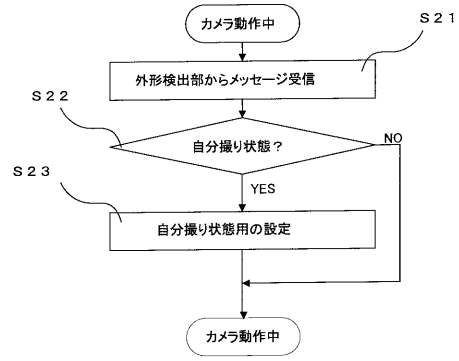 カメラ動作中
S21
外形検出部からメッセージ受信
S22
自分撮り状態?
NO
YES
S23
自分撮り状態用の設定
カメラ動作中